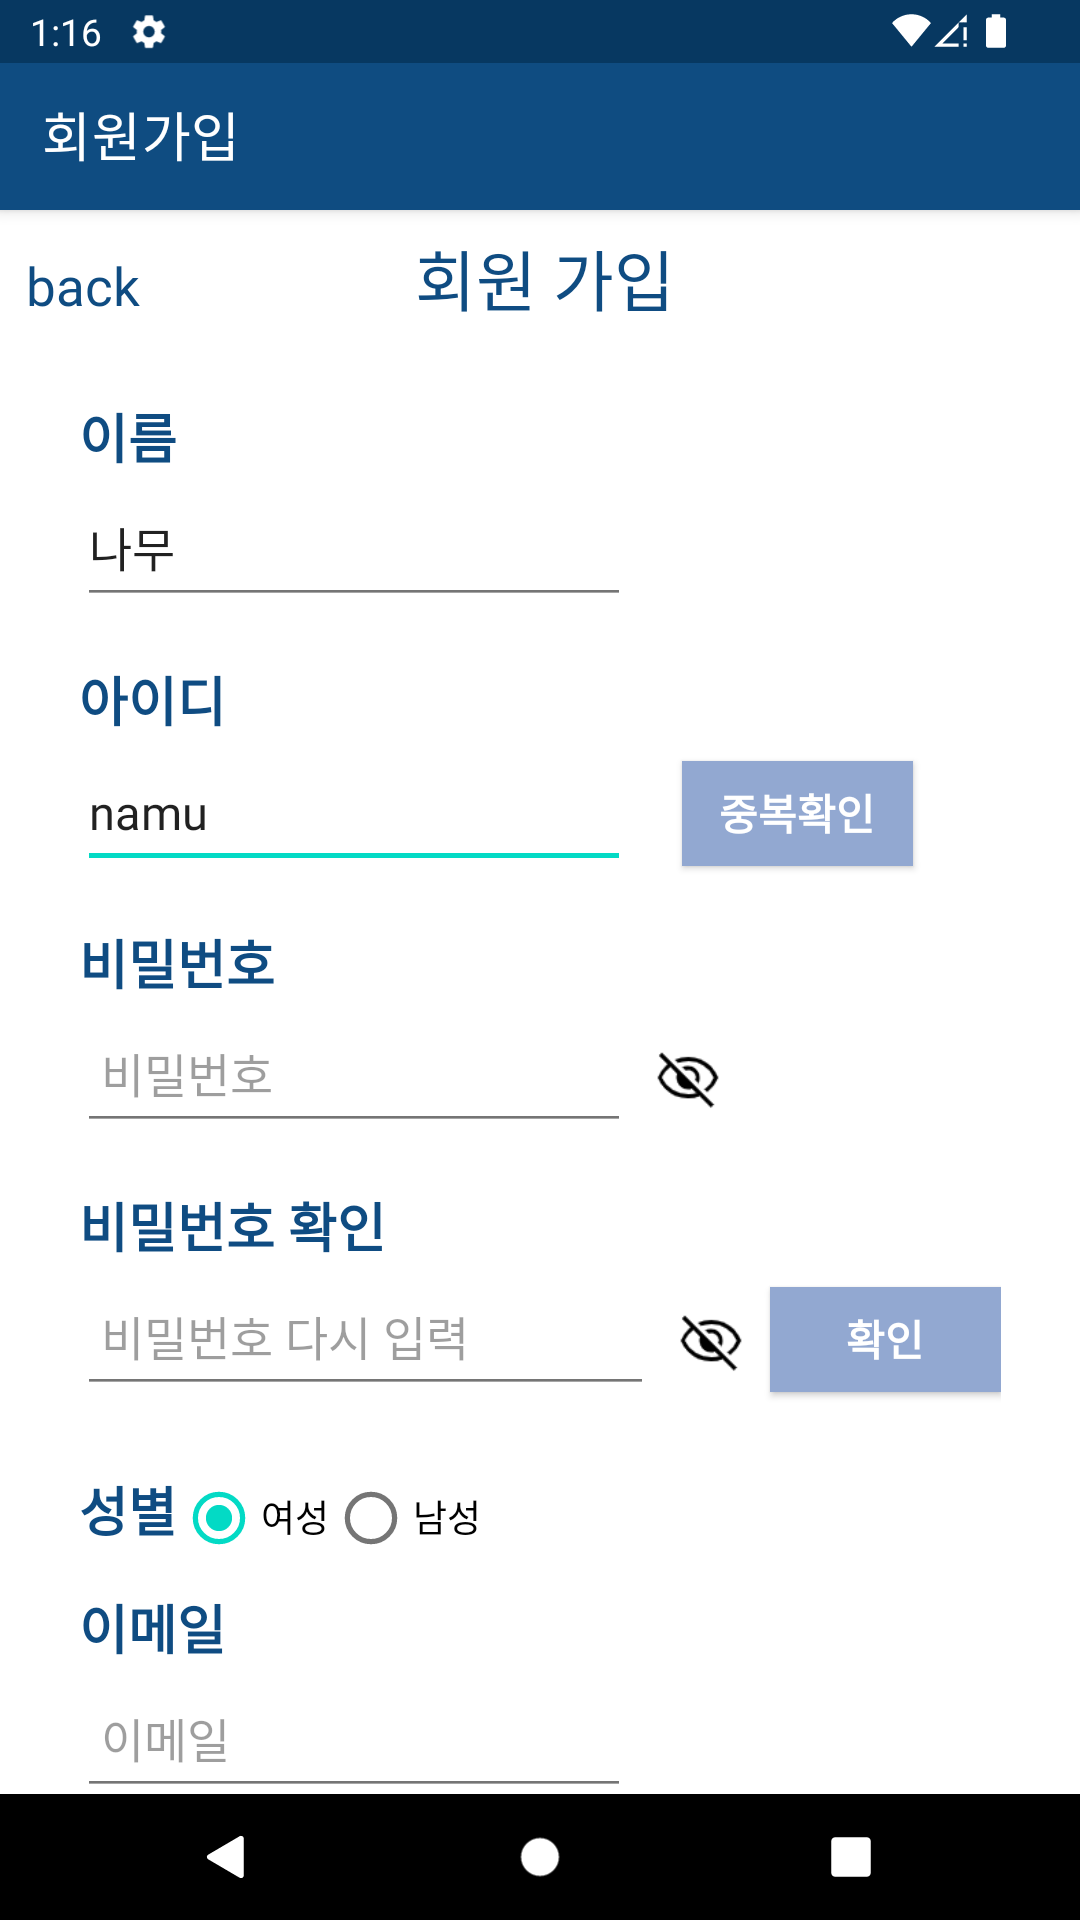 1:16
회원가입
back
회원 가입
이름
나무
아이디
namu
중복확인
비밀번호
비밀번호
비밀번호 확인
비밀번호 다시 입력
확인
성별 여성 남성
이메일
이메일